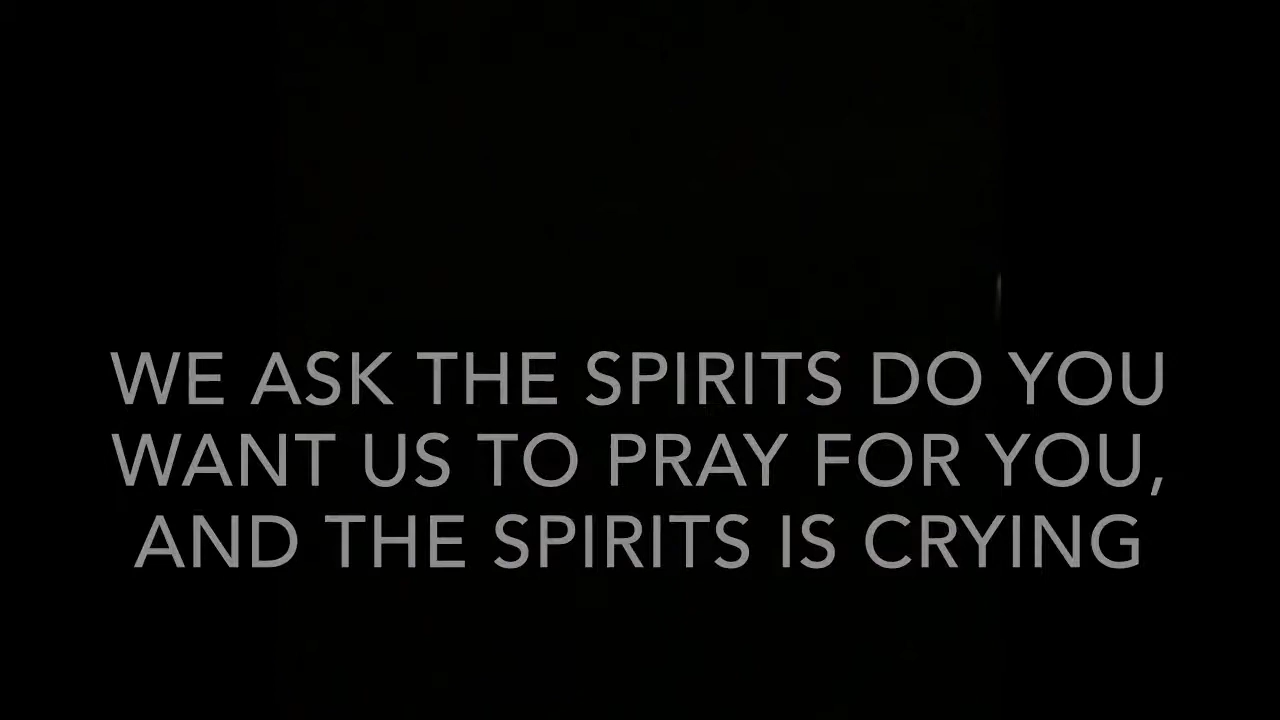 WE ASK THE SPIRITS DO YOU
WANT US TO PRAY FOR YOU,
AND THE SPIRITS IS CRYING